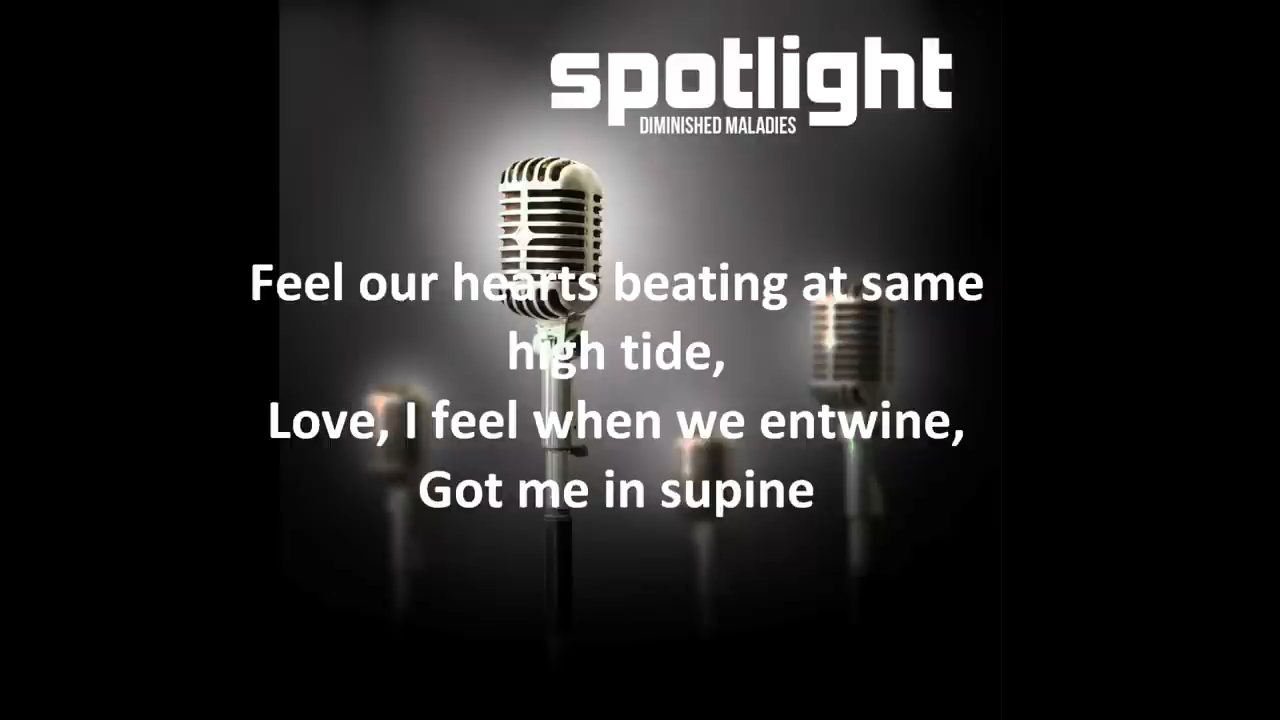 spotlight
DIMINISHED MALADIES
Feel our hearts beating at same
high tide,
Love, I feel when we entwine,
Got me in supine